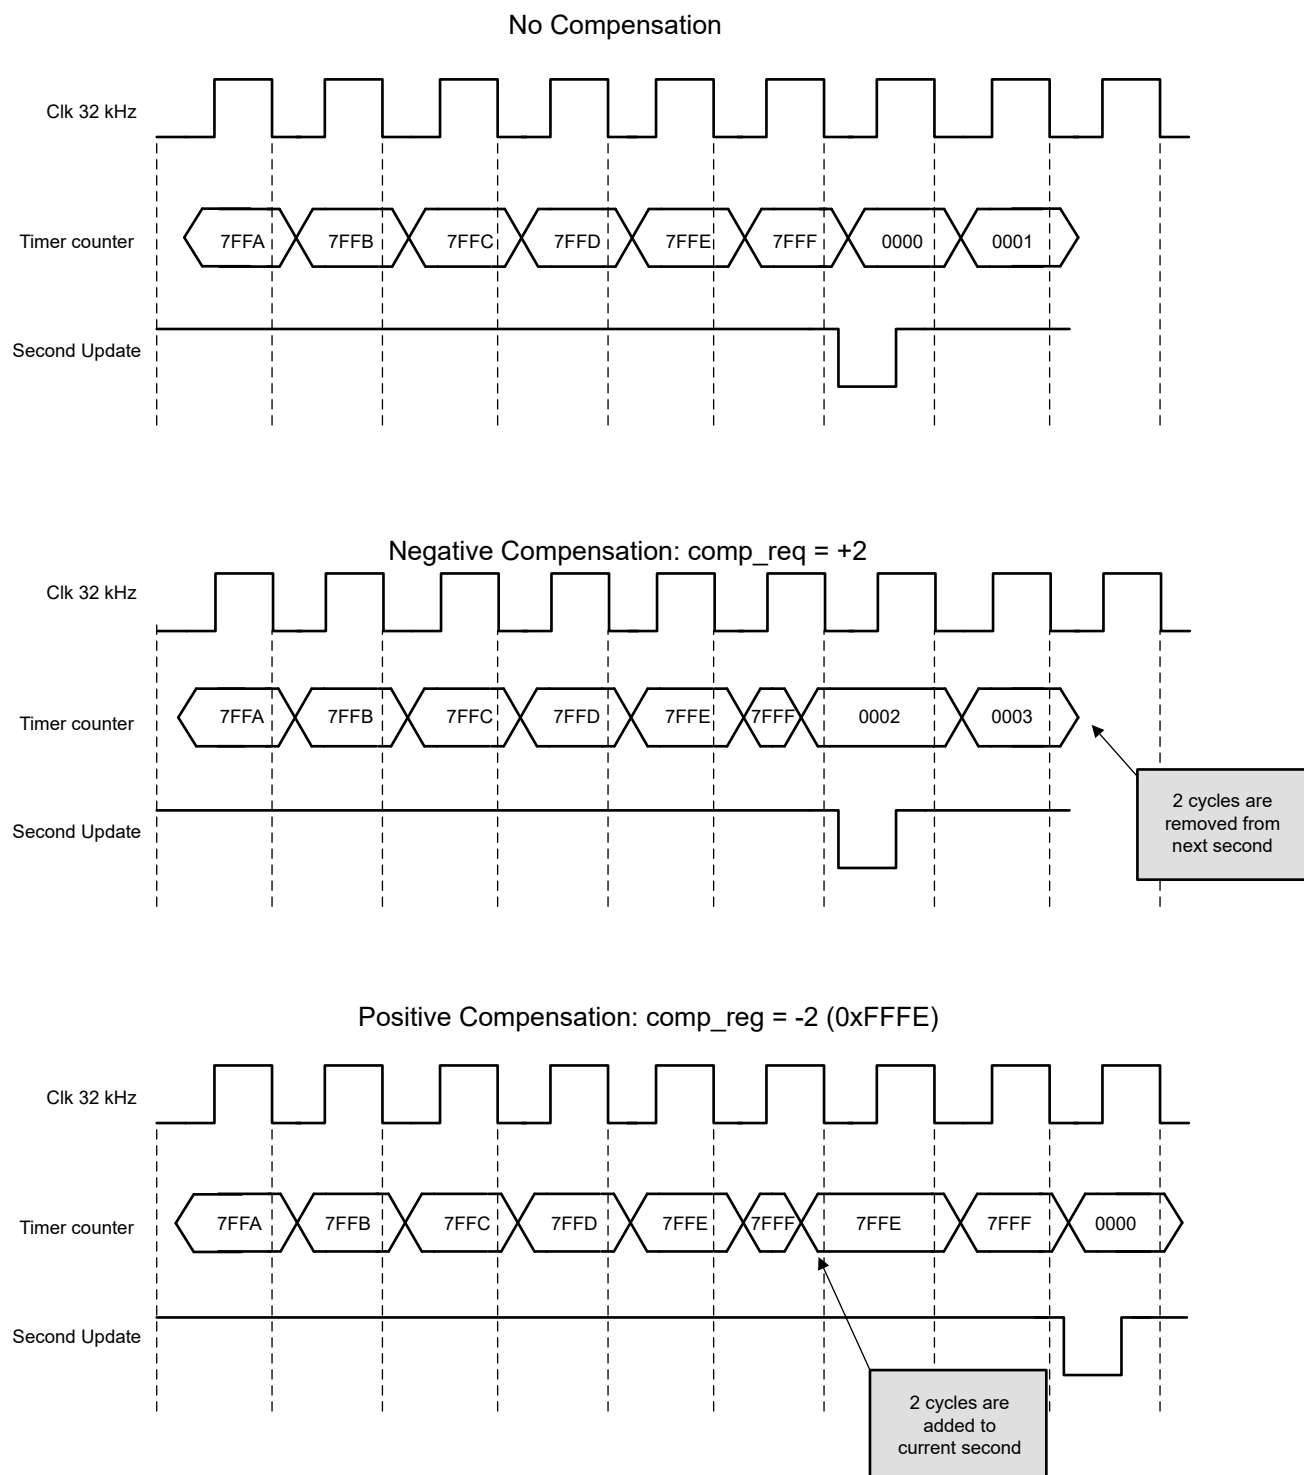 No Compensation
Clk 32 kHz
Timer counter
7FFA
7FFB
7FFC
7FFD
7FFE
7FFF
0000
0001
Second Update
Negative Compensation: comp_req = +2
Clk 32 kHz
Timer counter
7FFA
7FFB
7FFC
7FFD
7FFE
7FFF
0002
0003
2 cycles are
removed from
next second
Second Update
Positive Compensation: comp_reg = -2 (0xFFFE)
Clk 32 kHz
Timer counter
7FFA
7FFB
7FFC
7FFD
7FFE
7FFF
7FFE
7FFF
0000
Second Update
2 cycles are
added to
current second